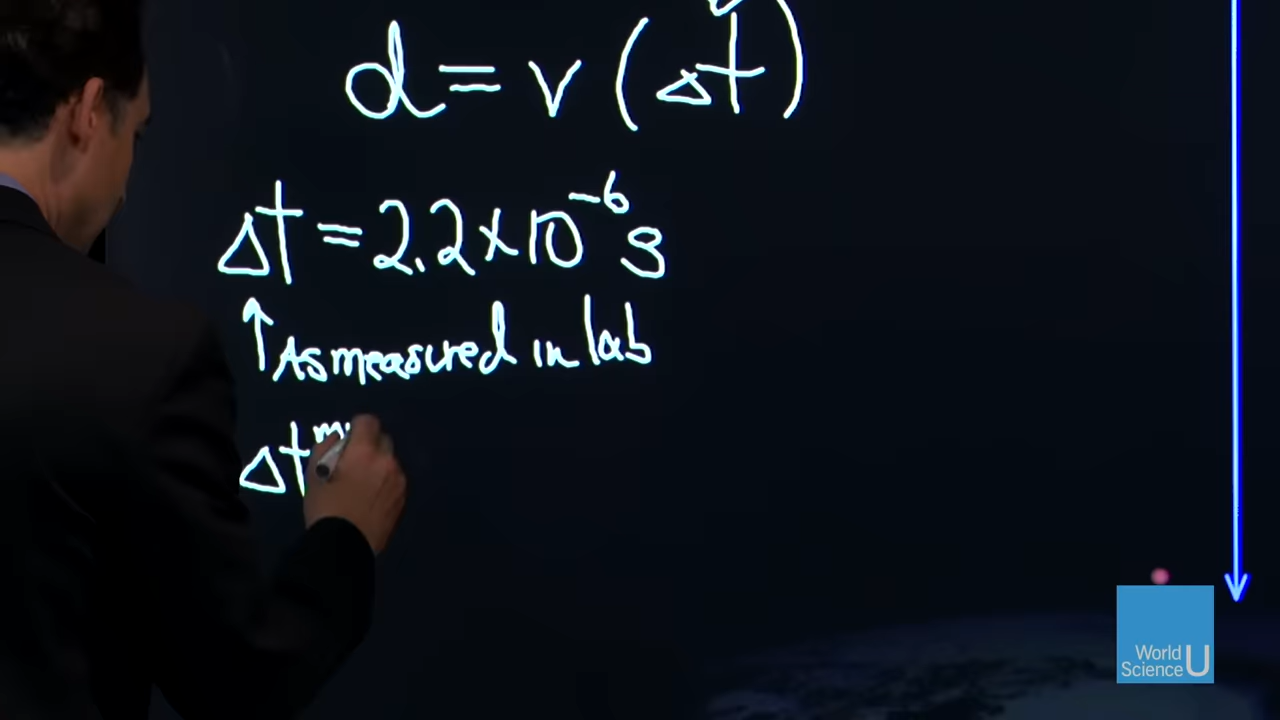 d = v (Δt)
Δt = 2.2 × 10⁻⁶ s
↑ As measured in lab
Δt
World
Science U